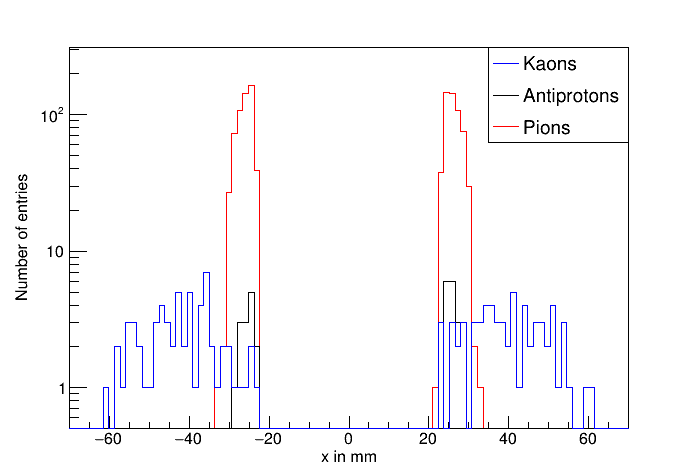 Kaons
Antiprotons
Pions
10²
10
1
Number of entries
−60 −40 −20 0 20 40 60
x in mm